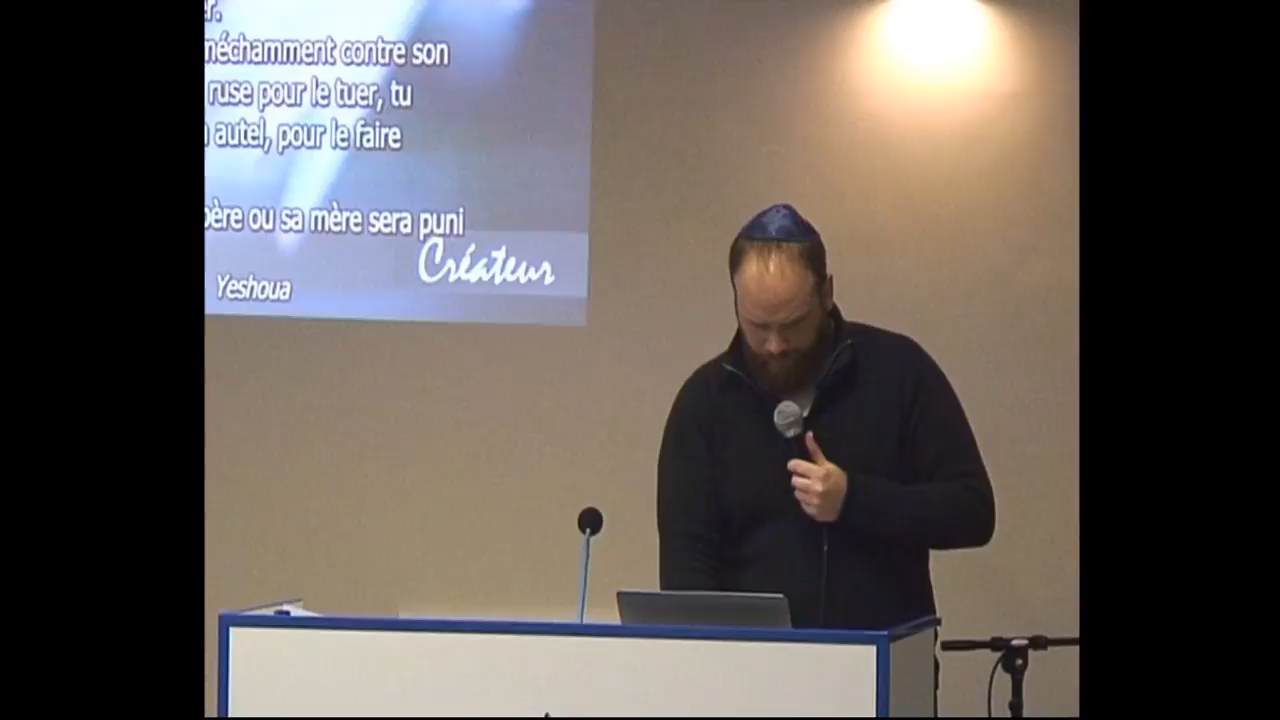 méchamment contre son
ruse pour le tuer, tu
autel, pour le faire
père ou sa mère sera puni
Créateur
Yeshoua